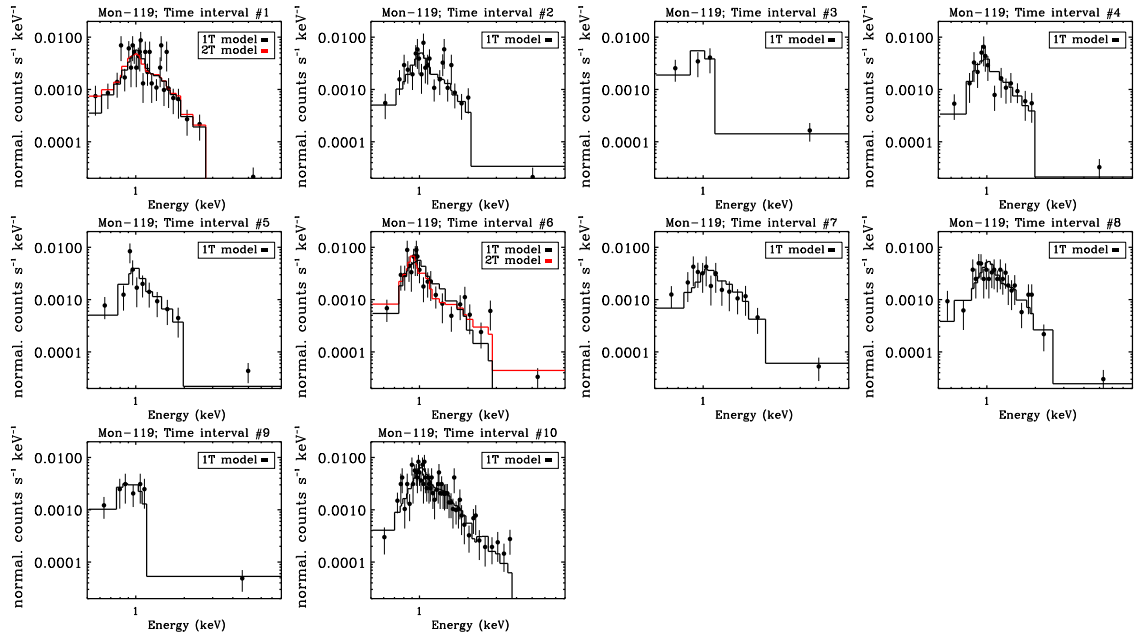 Mon-119; Time interval #1
normal. counts s⁻¹ keV⁻¹
0.0100
0.0010
0.0001
1T model
2T model
1
Energy (keV)
Mon-119; Time interval #2
normal. counts s⁻¹ keV⁻¹
0.0100
0.0010
0.0001
1T model
1
Energy (keV)
Mon-119; Time interval #3
normal. counts s⁻¹ keV⁻¹
0.0100
0.0010
0.0001
1T model
1
Energy (keV)
Mon-119; Time interval #4
normal. counts s⁻¹ keV⁻¹
0.0100
0.0010
0.0001
1T model
1
Energy (keV)
Mon-119; Time interval #5
normal. counts s⁻¹ keV⁻¹
0.0100
0.0010
0.0001
1T model
1
Energy (keV)
Mon-119; Time interval #6
normal. counts s⁻¹ keV⁻¹
0.0100
0.0010
0.0001
1T model
2T model
1
Energy (keV)
Mon-119; Time interval #7
normal. counts s⁻¹ keV⁻¹
0.0100
0.0010
0.0001
1T model
1
Energy (keV)
Mon-119; Time interval #8
normal. counts s⁻¹ keV⁻¹
0.0100
0.0010
0.0001
1T model
1
Energy (keV)
Mon-119; Time interval #9
normal. counts s⁻¹ keV⁻¹
0.0100
0.0010
0.0001
1T model
1
Energy (keV)
Mon-119; Time interval #10
normal. counts s⁻¹ keV⁻¹
0.0100
0.0010
0.0001
1T model
1
Energy (keV)